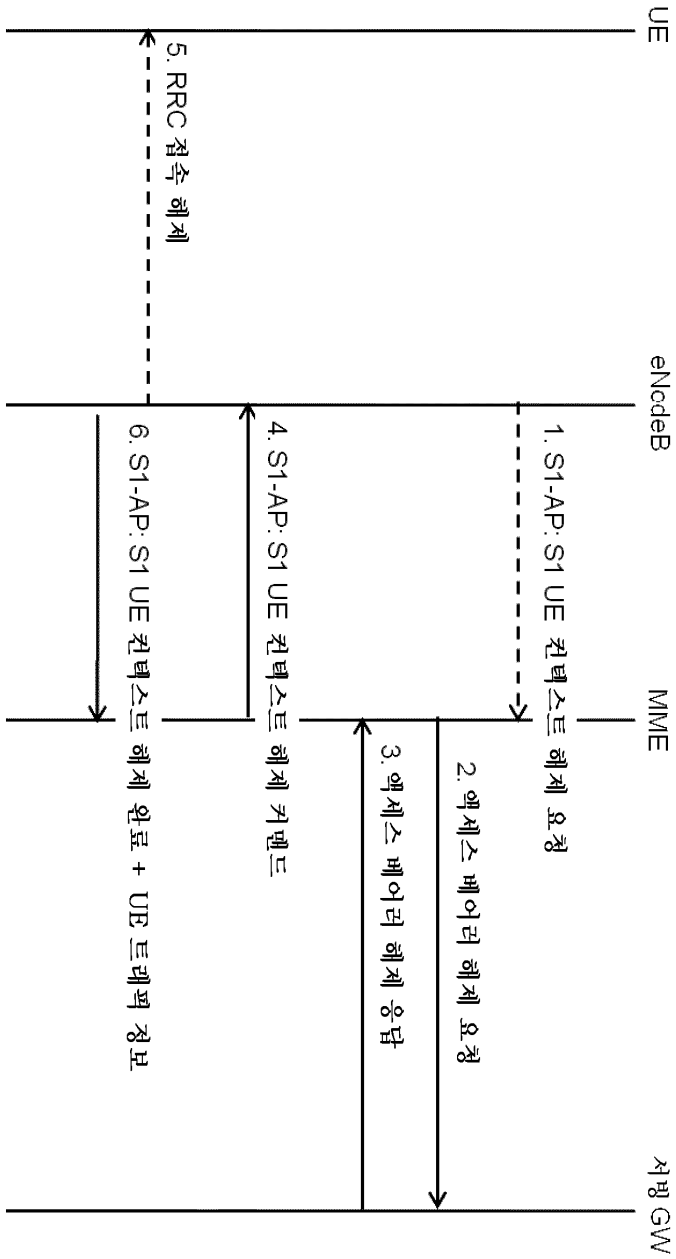 UE
eNcdeB
MME
서빙 GW
1. S1-AP: S1 UE 컨텍스트 해제 요청
2. 액세스 베어러 해제 요청
3. 액세스 베어러 해제 응답
4. S1-AP: S1 UE 컨텍스트 해제 커맨드
5. RRC 접속 해제
6. S1-AP: S1 UE 컨텍스트 해제 완료 + UE 트래픽 정보